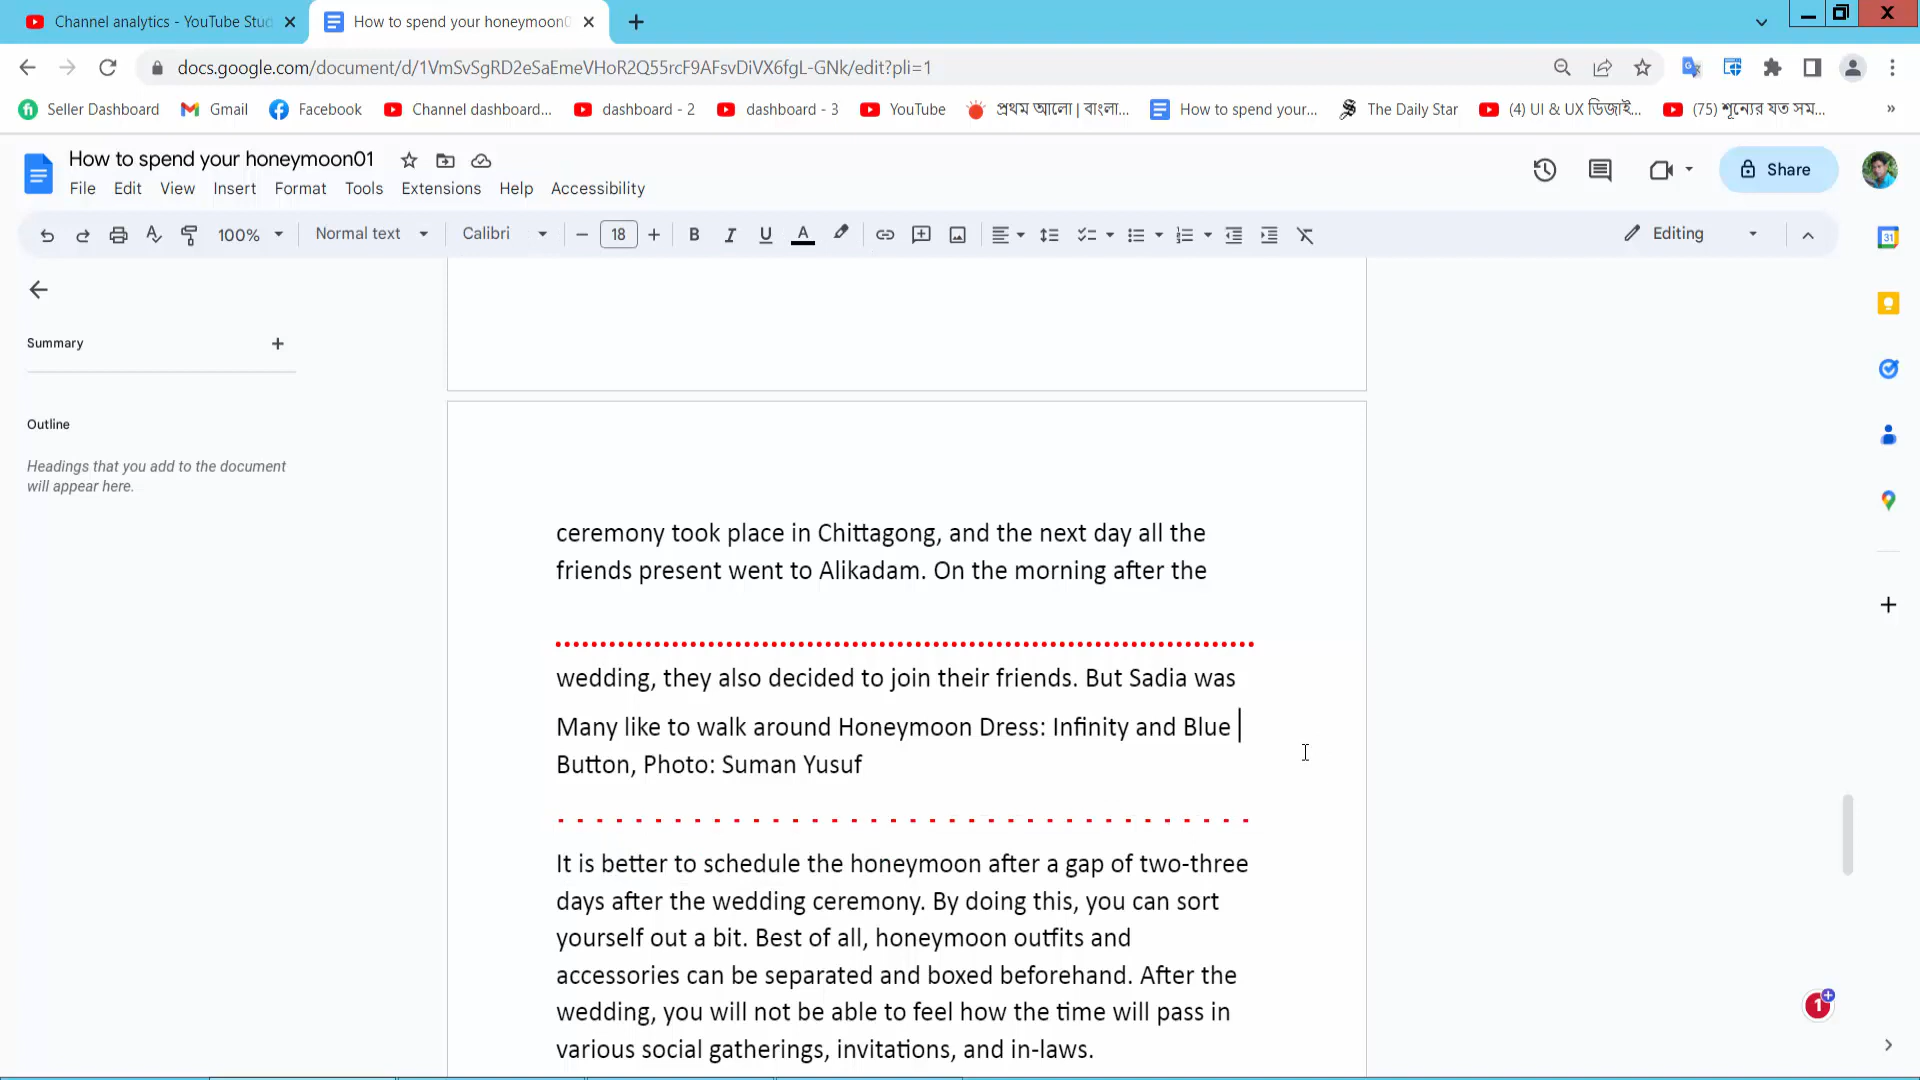 Channel analytics - YouTube Stud
How to spend your honeymoon0
docs.google.com/document/d/1VmSvSgRD2eSaEmeVHoR2Q55rcF9AFsvDiVX6fgL-GNk/edit?pli=1
Seller Dashboard
Gmail
Facebook
Channel dashboard...
dashboard - 2
dashboard - 3
YouTube
প্রথম আলো | বাংলা...
How to spend your...
The Daily Star
(4) UI & UX ডিজাই...
(75) শূন্যের যত সম...
»
How to spend your honeymoon01
File Edit View Insert Format Tools Extensions Help Accessibility
Share
100% Normal text Calibri 18 B I U A Editing
31
Summary
Outline
Headings that you add to the document
will appear here.
ceremony took place in Chittagong, and the next day all the
friends present went to Alikadam. On the morning after the
wedding, they also decided to join their friends. But Sadia was
Many like to walk around Honeymoon Dress: Infinity and Blue
Button, Photo: Suman Yusuf
It is better to schedule the honeymoon after a gap of two-three
days after the wedding ceremony. By doing this, you can sort
yourself out a bit. Best of all, honeymoon outfits and
accessories can be separated and boxed beforehand. After the
wedding, you will not be able to feel how the time will pass in
various social gatherings, invitations, and in-laws.
1